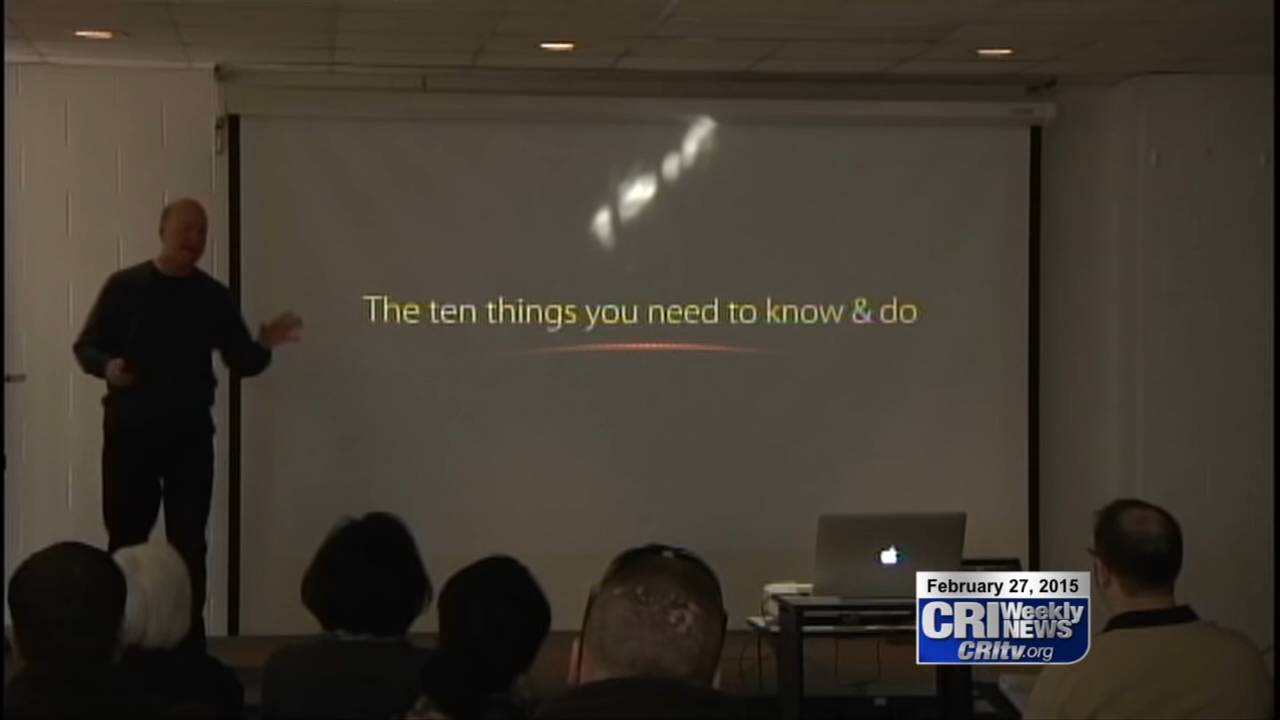 The ten things you need to know & do
February 27, 2015
CRI Weekly NEWS
CRItv.org